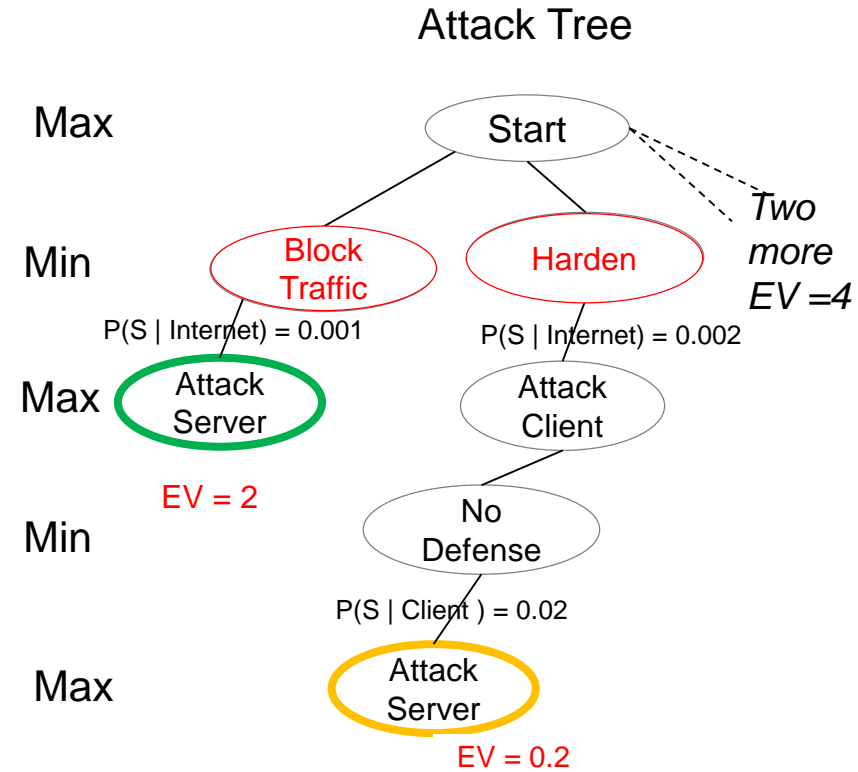 Attack Tree
Max
Start
Two
more
EV =4
Min
Block
Traffic
Harden
P(S | Internet) = 0.001
P(S | Internet) = 0.002
Max
Attack
Server
Attack
Client
EV = 2
Min
No
Defense
P(S | Client ) = 0.02
Max
Attack
Server
EV = 0.2